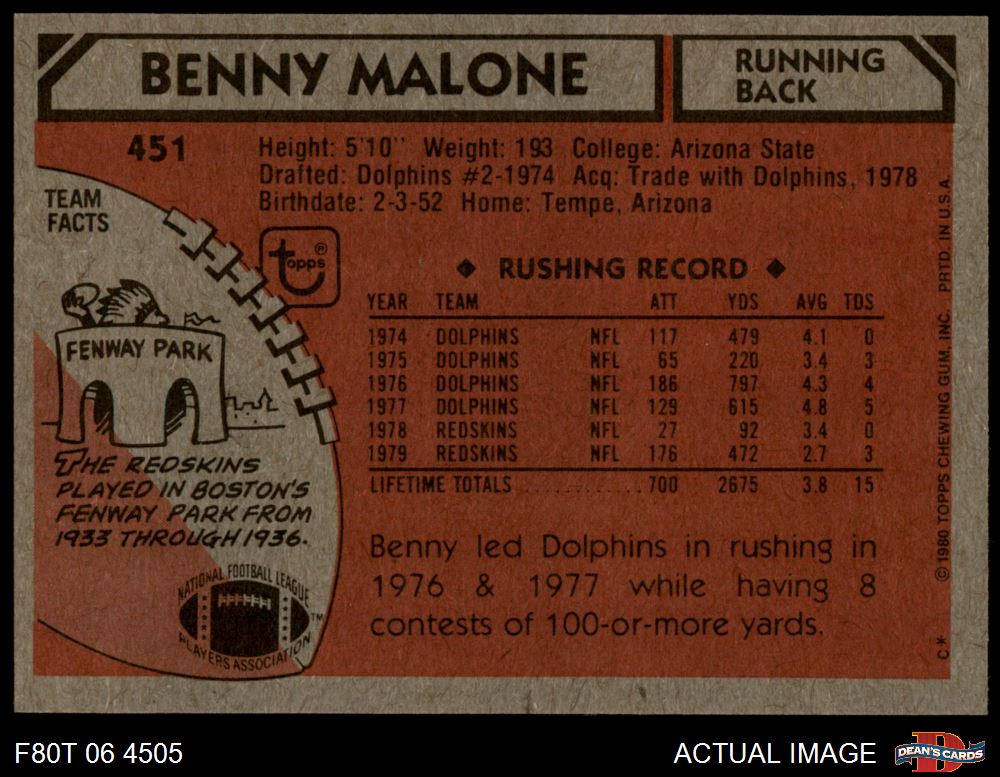 BENNY MALONE
RUNNING
BACK
451
Height: 5'10" Weight: 193 College: Arizona State
Drafted: Dolphins #2-1974 Acq: Trade with Dolphins, 1978
Birthdate: 2-3-52 Home: Tempe, Arizona
TEAM
FACTS
topps®
FENWAY PARK
THE REDSKINS
PLAYED IN BOSTON'S
FENWAY PARK FROM
1933 THROUGH 1936.
NATIONAL FOOTBALL LEAGUE
PLAYERS ASSOCIATION
TM
◆ RUSHING RECORD ◆
YEAR TEAM ATT YDS AVG TDS
1974 DOLPHINS NFL 117 479 4.1 0
1975 DOLPHINS NFL 65 220 3.4 3
1976 DOLPHINS NFL 186 797 4.3 4
1977 DOLPHINS NFL 129 615 4.8 5
1978 REDSKINS NFL 27 92 3.4 0
1979 REDSKINS NFL 176 472 2.7 3
LIFETIME TOTALS ............ 700 2675 3.8 15
Benny led Dolphins in rushing in
1976 & 1977 while having 8
contests of 100-or-more yards.
© 1980 TOPPS CHEWING GUM, INC. PRTD. IN U.S.A.
C*
F80T 06 4505
ACTUAL IMAGE
D
DEAN'S CARDS